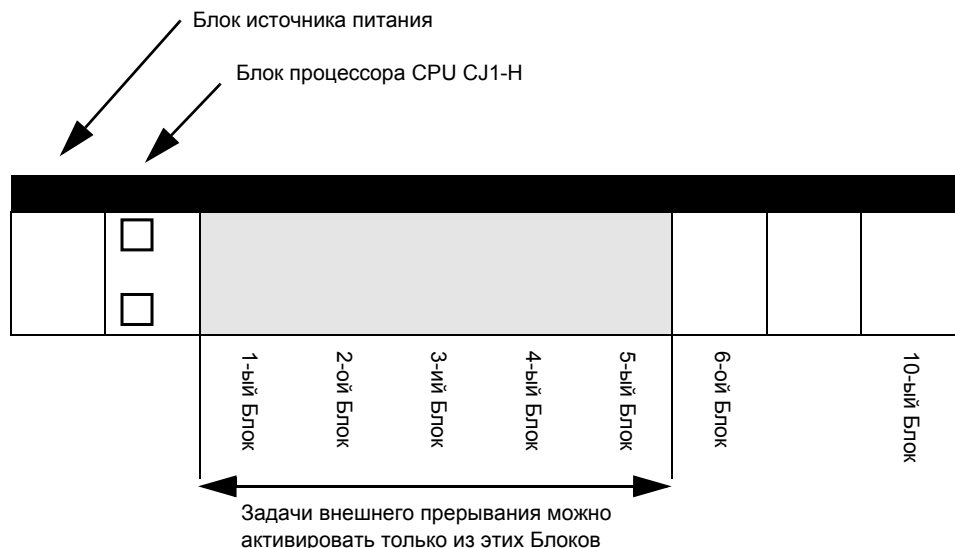 Блок источника питания
Блок процессора CPU CJ1-H
1-ый Блок
2-ой Блок
3-ий Блок
4-ый Блок
5-ый Блок
6-ой Блок
10-ый Блок
Задачи внешнего прерывания можно
активировать только из этих Блоков